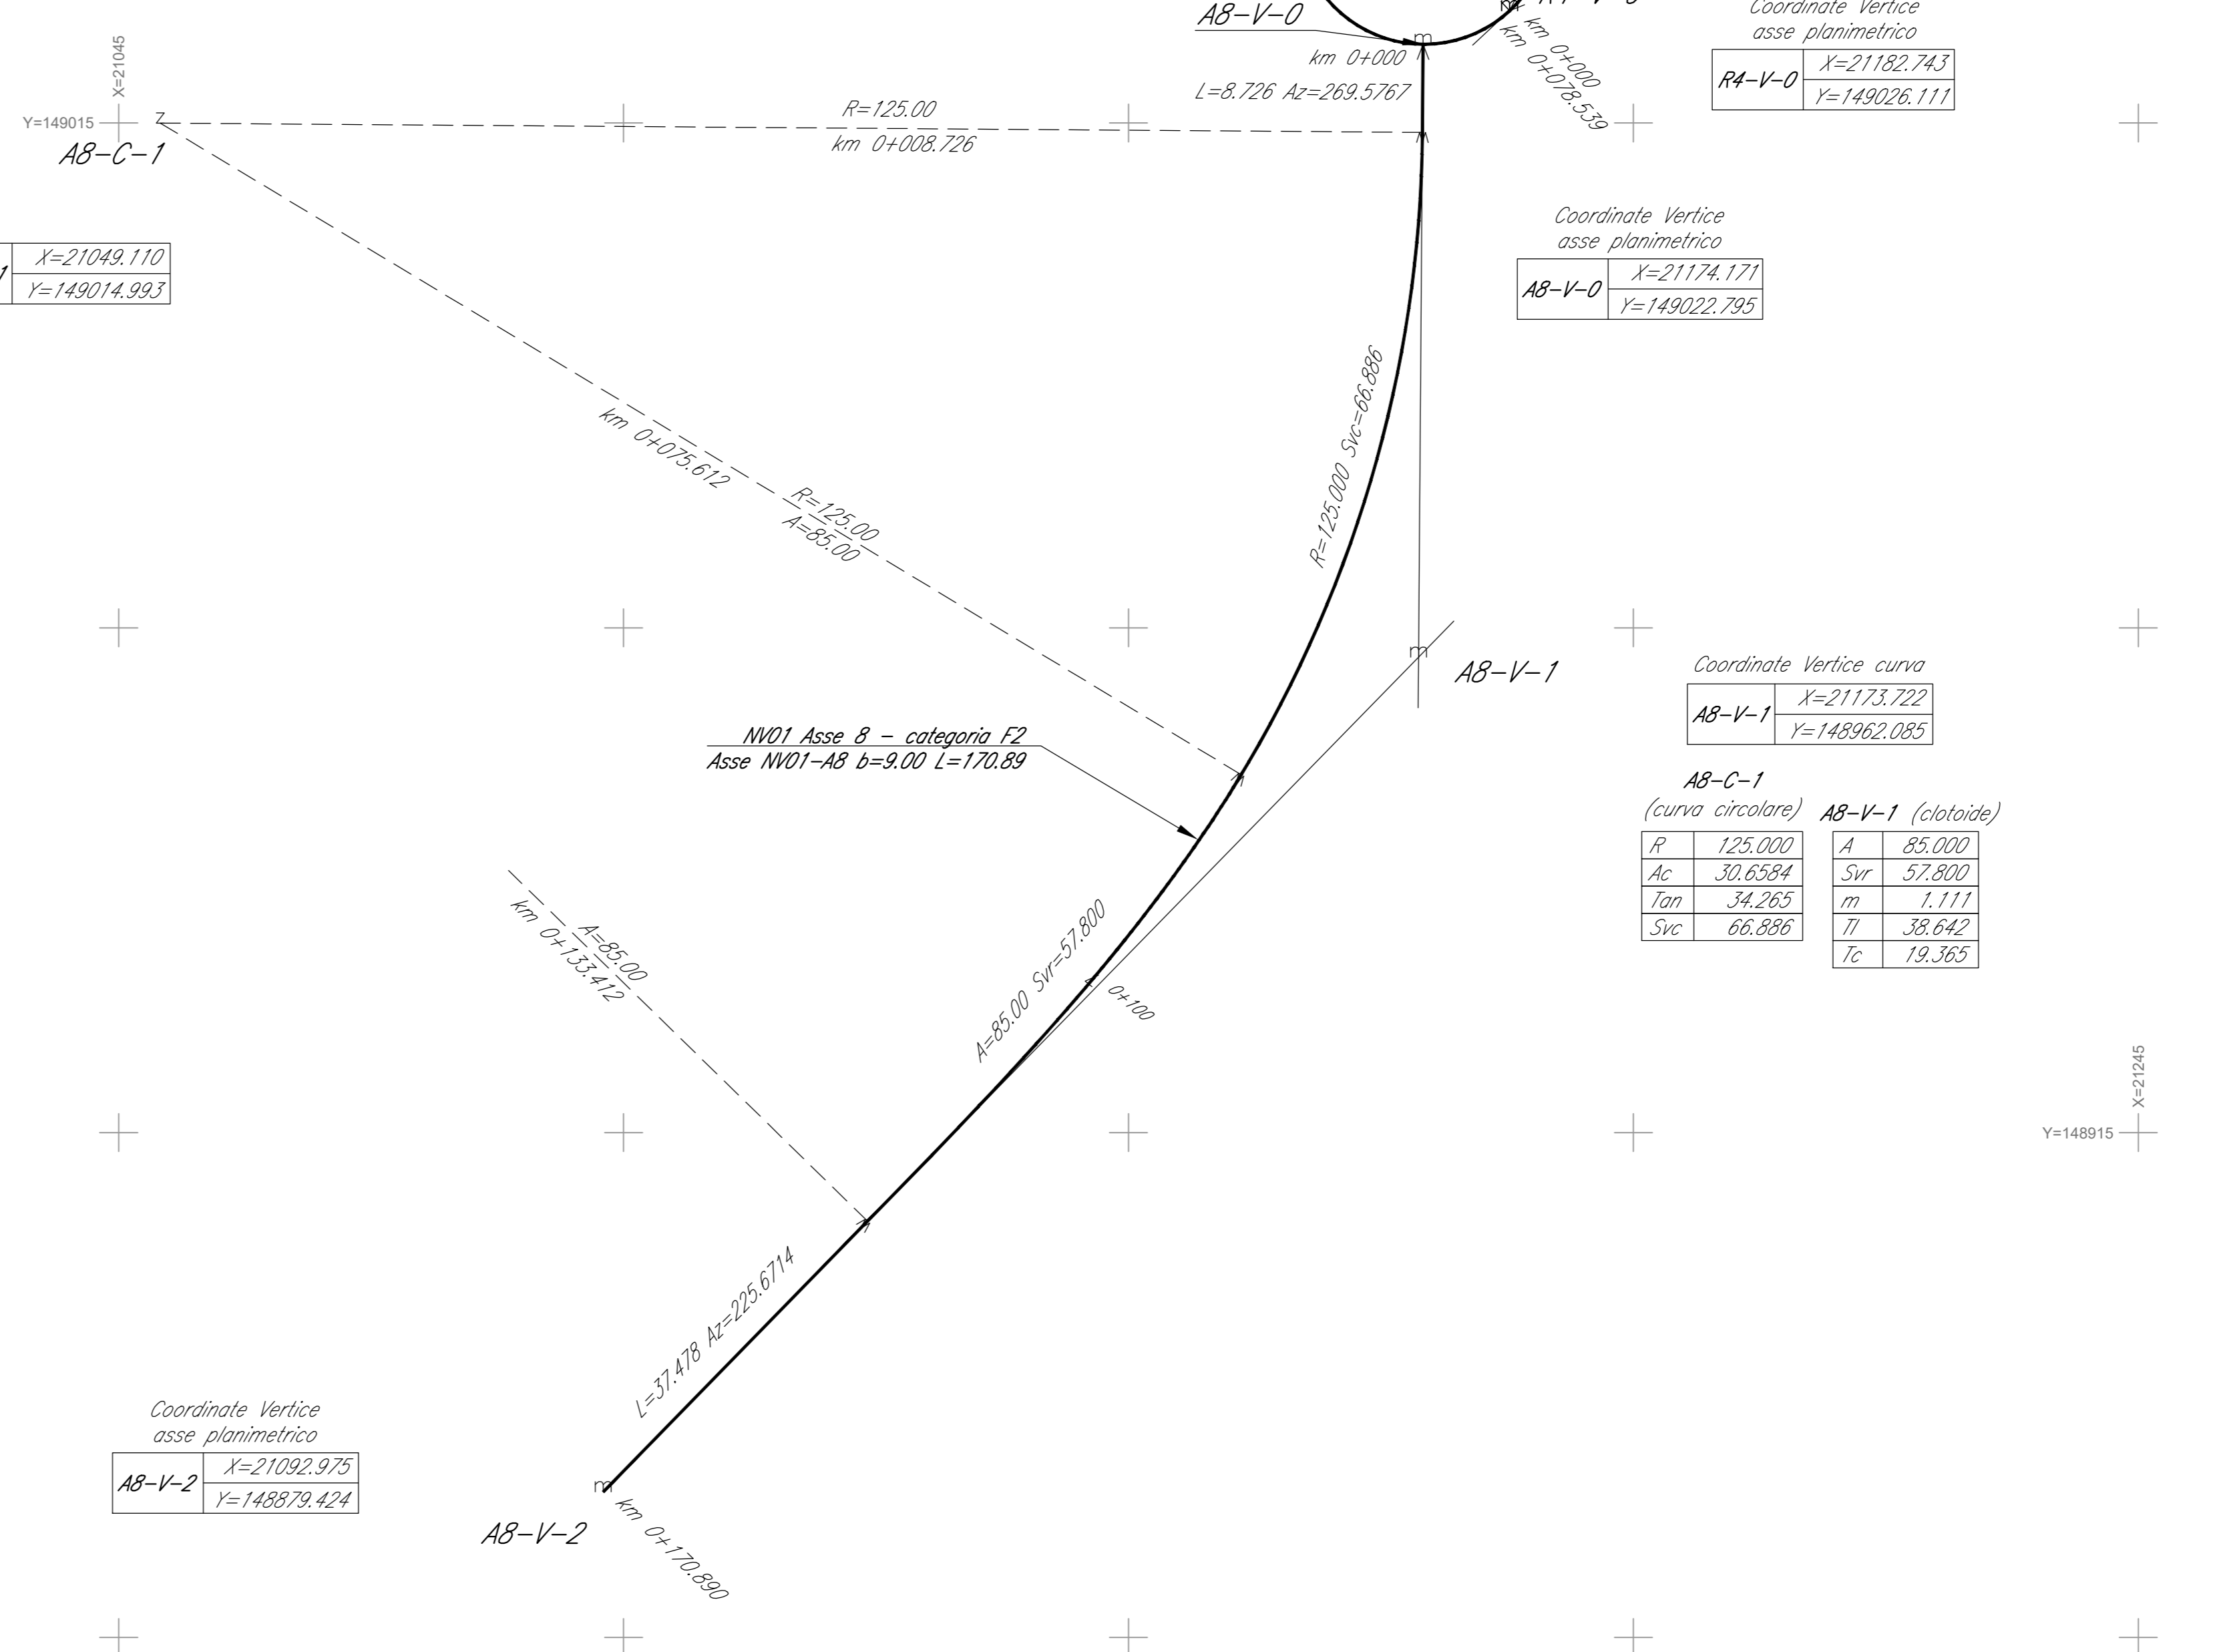 A8-V-0
km 0+000
L=8.726 Az=269.5767
km 0+000
km 0+078.539
Coordinate Vertice
asse planimetrico
R4-V-0
X=21182.743
Y=149026.111
X=21045
Y=149015
A8-C-1
R=125.00
km 0+008.726
X=21049.110
Y=149014.993
Coordinate Vertice
asse planimetrico
A8-V-0
X=21174.171
Y=149022.795
km 0+075.612
R=125.00
A=85.00
R=125.000 Svc=66.886
A8-V-1
Coordinate Vertice curva
A8-V-1
X=21173.722
Y=148962.085
NV01 Asse 8 - categoria F2
Asse NV01-A8 b=9.00 L=170.89
A8-C-1
(curva circolare)
R 125.000
Ac 30.6584
Tan 34.265
Svc 66.886
A8-V-1 (clotoide)
A 85.000
Svr 57.800
m 1.111
Tl 38.642
Tc 19.365
A=85.00
km 0+133.412
A=85.00 Svr=57.800
0+100
X=21245
Y=148915
L=37.478 Az=225.6714
Coordinate Vertice
asse planimetrico
A8-V-2
X=21092.975
Y=148879.424
A8-V-2
km 0+170.890